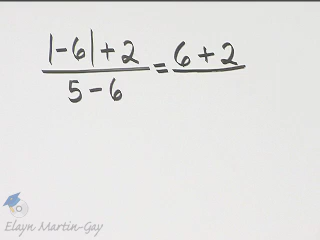 |-6| + 2 = 6 + 2
5 - 6
Elayn Martin-Gay